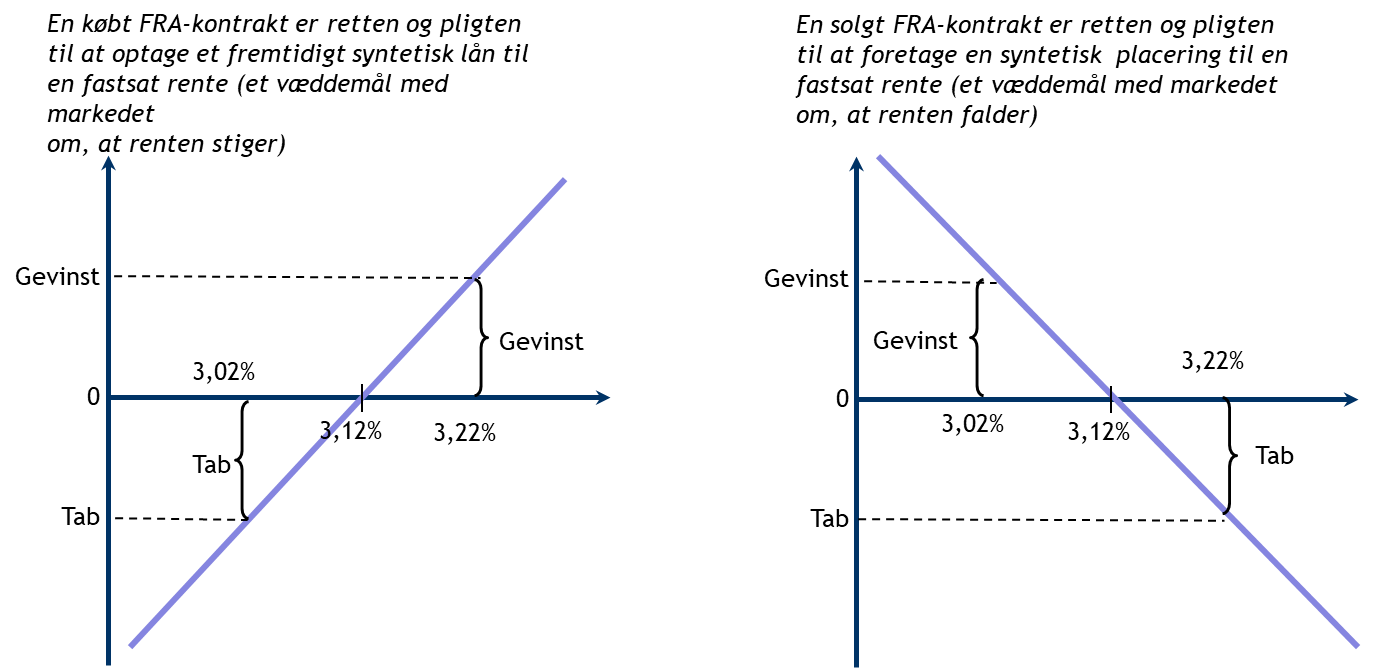 En købt FRA-kontrakt er retten og pligten
til at optage et fremtidigt syntetisk lån til
en fastsat rente (et væddemål med
markedet
om, at renten stiger)
Gevinst
Gevinst
3,02%
0
3,12%
3,22%
Tab
Tab
En solgt FRA-kontrakt er retten og pligten
til at foretage en syntetisk placering til en
fastsat rente (et væddemål med markedet
om, at renten falder)
Gevinst
Gevinst
3,22%
0
3,02%
3,12%
Tab
Tab